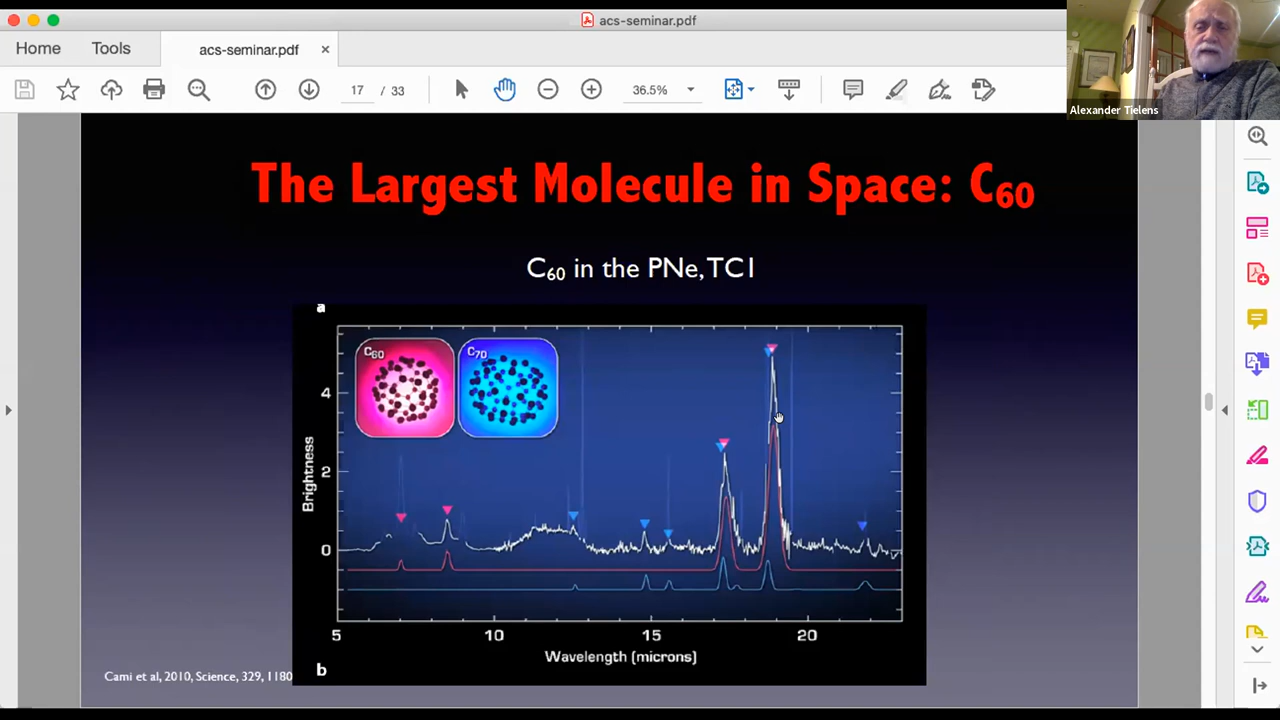 acs-seminar.pdf
Home
Tools
acs-seminar.pdf
17 / 33
36.5%
Alexander Tielens
The Largest Molecule in Space: C₆₀
C₆₀ in the PNe, TC1
a
C₆₀
C₇₀
4
2
0
Brightness
5 10 15 20
Wavelength (microns)
b
Cami et al, 2010, Science, 329, 1180